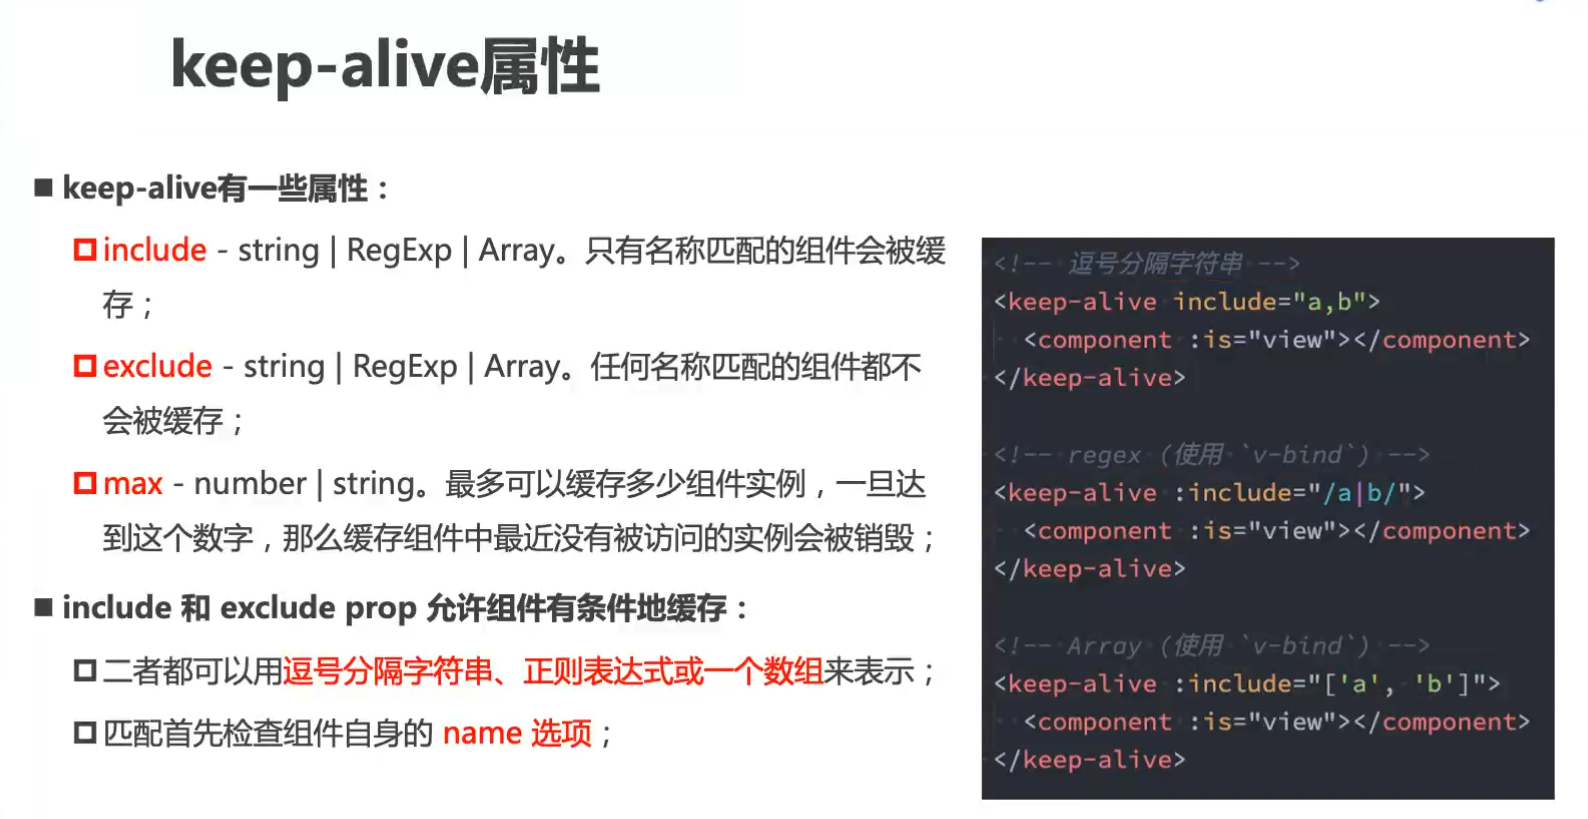 keep-alive属性
keep-alive有一些属性：
include - string | RegExp | Array。只有名称匹配的组件会被缓
存；
exclude - string | RegExp | Array。任何名称匹配的组件都不
会被缓存；
max - number | string。最多可以缓存多少组件实例，一旦达
到这个数字，那么缓存组件中最近没有被访问的实例会被销毁；
include 和 exclude prop 允许组件有条件地缓存：
二者都可以用逗号分隔字符串、正则表达式或一个数组来表示；
匹配首先检查组件自身的 name 选项；
<!-- 逗号分隔字符串 -->
<keep-alive include="a,b">
  <component :is="view"></component>
</keep-alive>
<!-- regex (使用 `v-bind`) -->
<keep-alive :include="/a|b/">
  <component :is="view"></component>
</keep-alive>
<!-- Array (使用 `v-bind`) -->
<keep-alive :include="['a', 'b']">
  <component :is="view"></component>
</keep-alive>